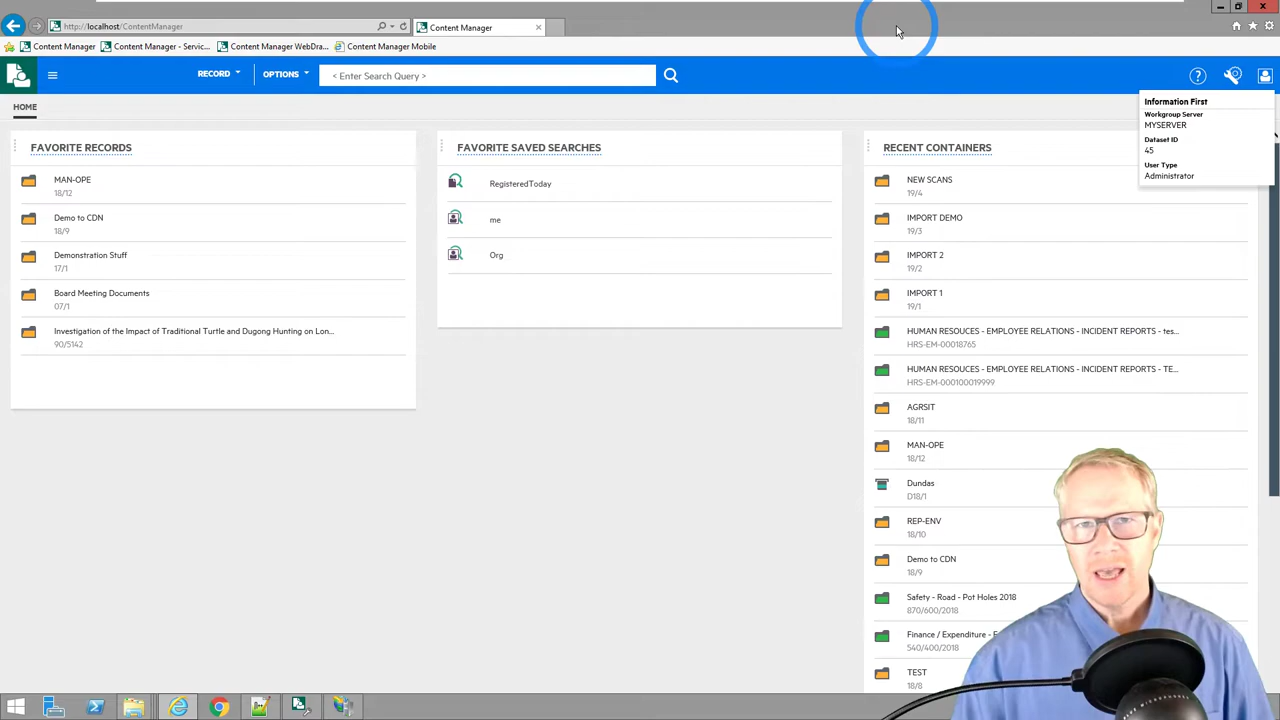 http://localhost/ContentManager
Content Manager
Content Manager
Content Manager - Servic...
Content Manager WebDra...
Content Manager Mobile
RECORD
OPTIONS
< Enter Search Query >
HOME
Information First
Workgroup Server
MYSERVER
Dataset ID
45
User Type
Administrator
FAVORITE RECORDS
MAN-OPE
18/12
Demo to CDN
18/9
Demonstration Stuff
17/1
Board Meeting Documents
07/1
Investigation of the Impact of Traditional Turtle and Dugong Hunting on Lon...
90/5142
FAVORITE SAVED SEARCHES
RegisteredToday
me
Org
RECENT CONTAINERS
NEW SCANS
19/4
IMPORT DEMO
19/3
IMPORT 2
19/2
IMPORT 1
19/1
HUMAN RESOUCES - EMPLOYEE RELATIONS - INCIDENT REPORTS - tes...
HRS-EM-00018765
HUMAN RESOUCES - EMPLOYEE RELATIONS - INCIDENT REPORTS - TE...
HRS-EM-000100019999
AGRSIT
18/11
MAN-OPE
18/12
Dundas
D18/1
REP-ENV
18/10
Demo to CDN
18/9
Safety - Road - Pot Holes 2018
870/600/2018
Finance / Expenditure -
540/400/2018
TEST
18/8